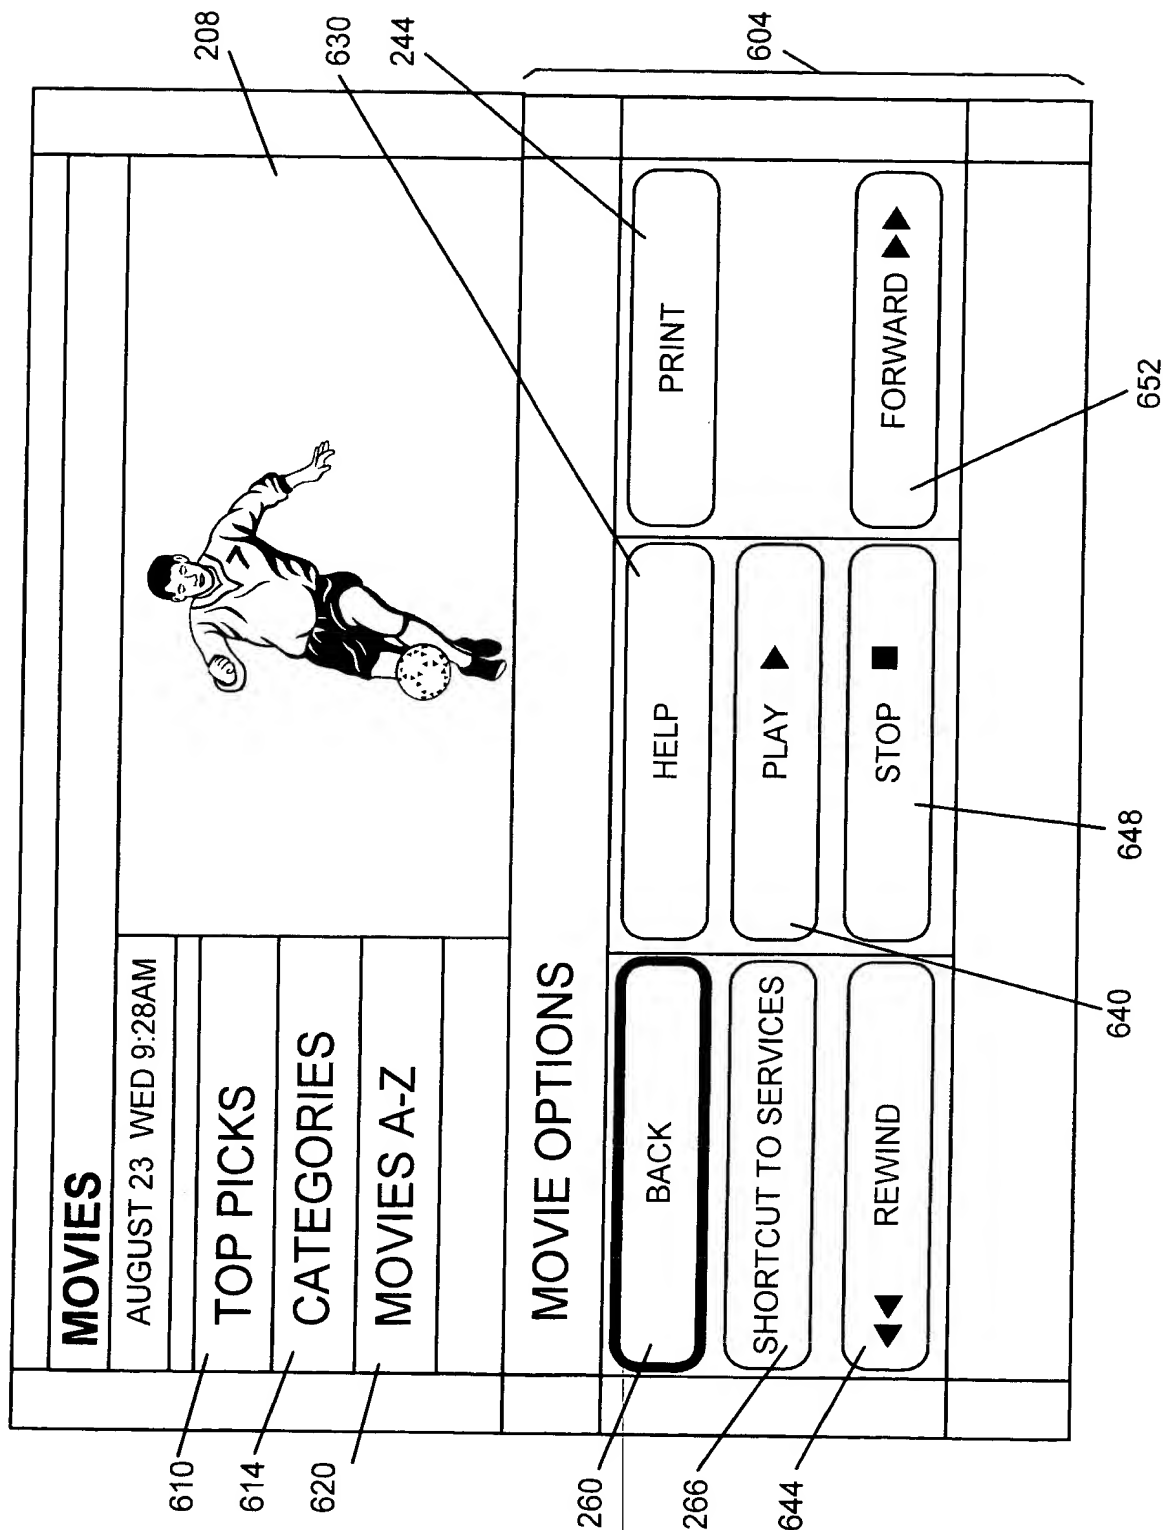 208
630
244
604
MOVIES
AUGUST 23 WED 9:28AM
610
TOP PICKS
614
CATEGORIES
620
MOVIES A-Z
MOVIE OPTIONS
260
BACK
HELP
PRINT
266
SHORTCUT TO SERVICES
PLAY
644
REWIND
STOP
FORWARD
640
648
652